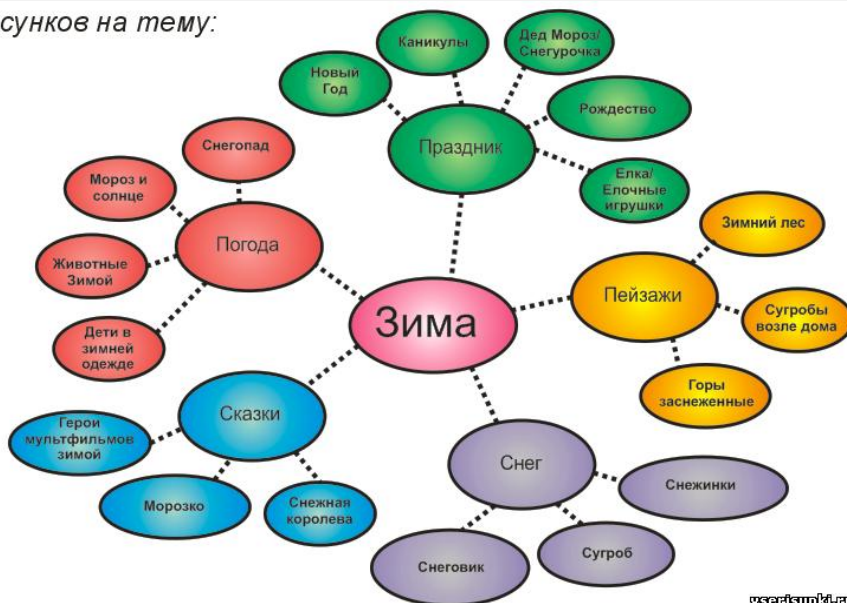 сунков на тему:
Каникулы
Дед Мороз/
Снегурочка
Новый
Год
Рождество
Праздник
Елка/
Елочные
игрушки
Снегопад
Мороз и
солнце
Погода
Животные
Зимой
Дети в
зимней
одежде
Зимний лес
Пейзажи
Сугробы
возле дома
Горы
заснеженные
Зима
Сказки
Герои
мультфильмов
зимой
Морозко
Снежная
королева
Снег
Снежинки
Снеговик
Сугроб